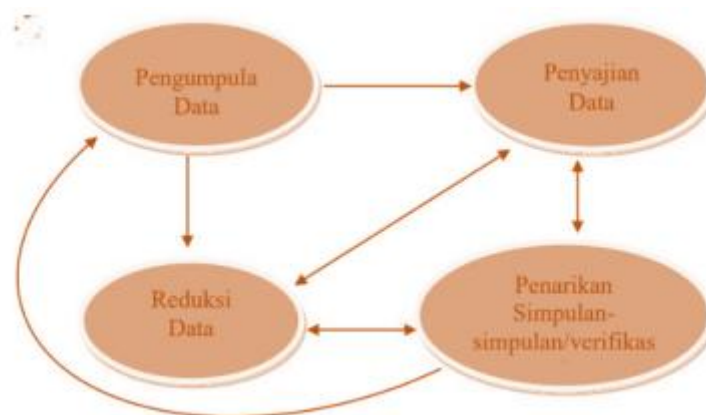 Pengumpula
Data
Penyajian
Data
Reduksi
Data
Penarikan
Simpulan-
simpulan/verifikas